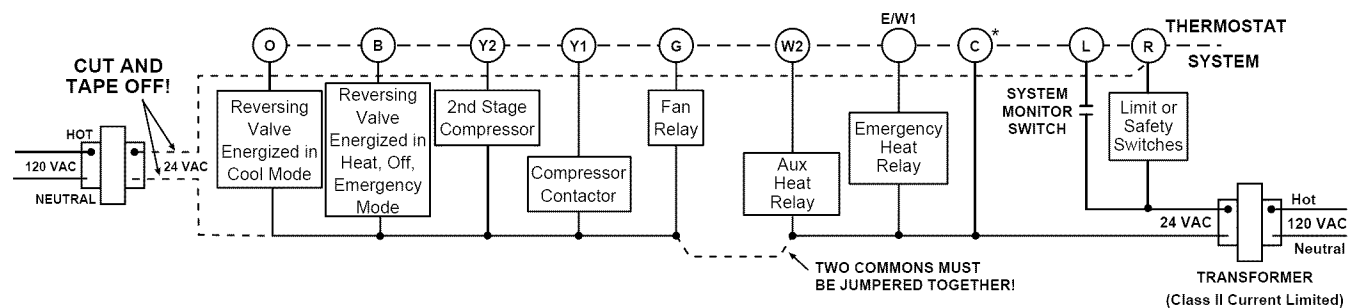 E/W1
O
B
Y2
Y1
G
W2
C
*
L
R
THERMOSTAT
SYSTEM
CUT AND
TAPE OFF!
HOT
120 VAC
NEUTRAL
24 VAC
Reversing
Valve
Energized in
Cool Mode
Reversing
Valve
Energized in
Heat, Off,
Emergency
Mode
2nd Stage
Compressor
Compressor
Contactor
Fan
Relay
Aux
Heat
Relay
Emergency
Heat
Relay
SYSTEM
MONITOR
SWITCH
Limit or
Safety
Switches
24 VAC
Hot
120 VAC
Neutral
TWO COMMONS MUST
BE JUMPERED TOGETHER!
TRANSFORMER
(Class II Current Limited)